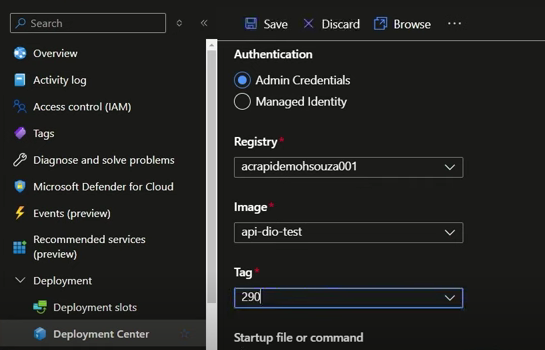 Search
Save Discard Browse
Overview
Activity log
Access control (IAM)
Tags
Diagnose and solve problems
Microsoft Defender for Cloud
Events (preview)
Recommended services
(preview)
Deployment
Deployment slots
Deployment Center
Authentication
Admin Credentials
Managed Identity
Registry*
acrapidemohsouza001
Image*
api-dio-test
Tag*
290
Startup file or command